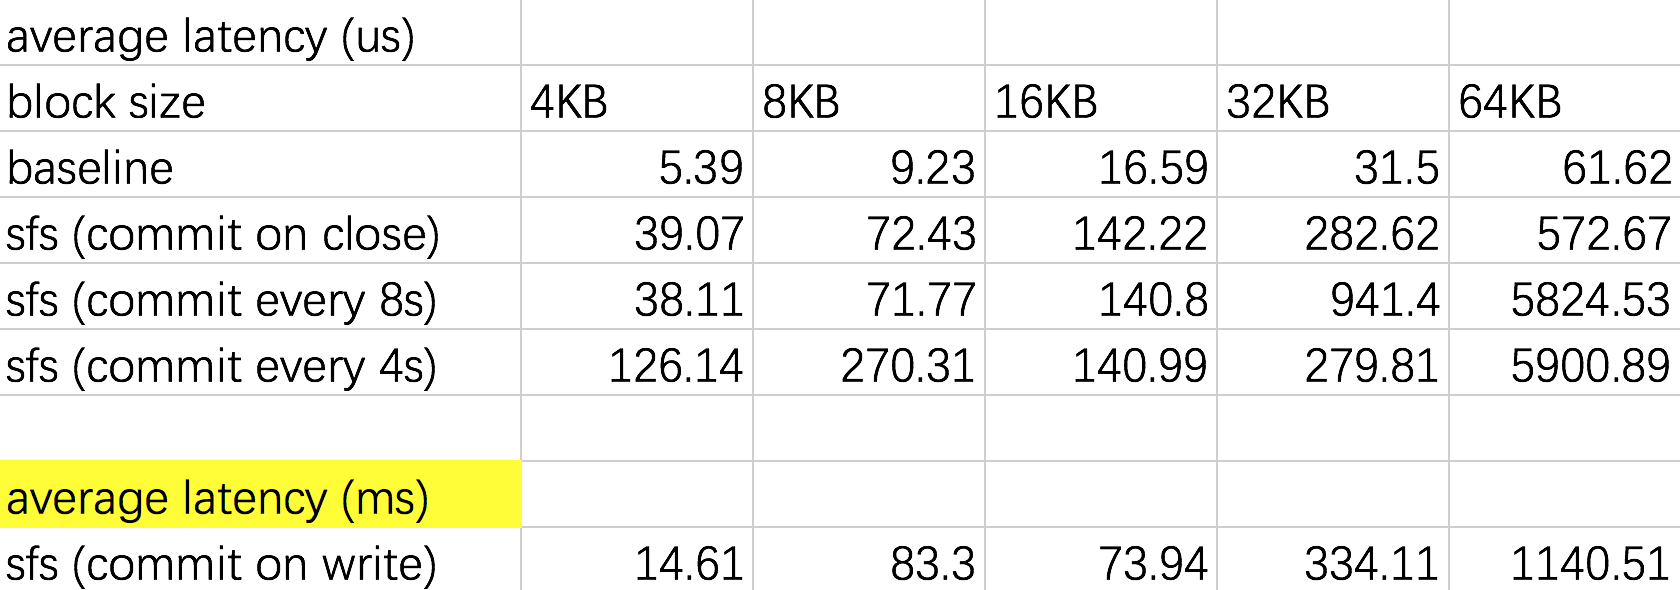 average latency (us)
block size 4KB 8KB 16KB 32KB 64KB
baseline 5.39 9.23 16.59 31.5 61.62
sfs (commit on close) 39.07 72.43 142.22 282.62 572.67
sfs (commit every 8s) 38.11 71.77 140.8 941.4 5824.53
sfs (commit every 4s) 126.14 270.31 140.99 279.81 5900.89
average latency (ms)
sfs (commit on write) 14.61 83.3 73.94 334.11 1140.51